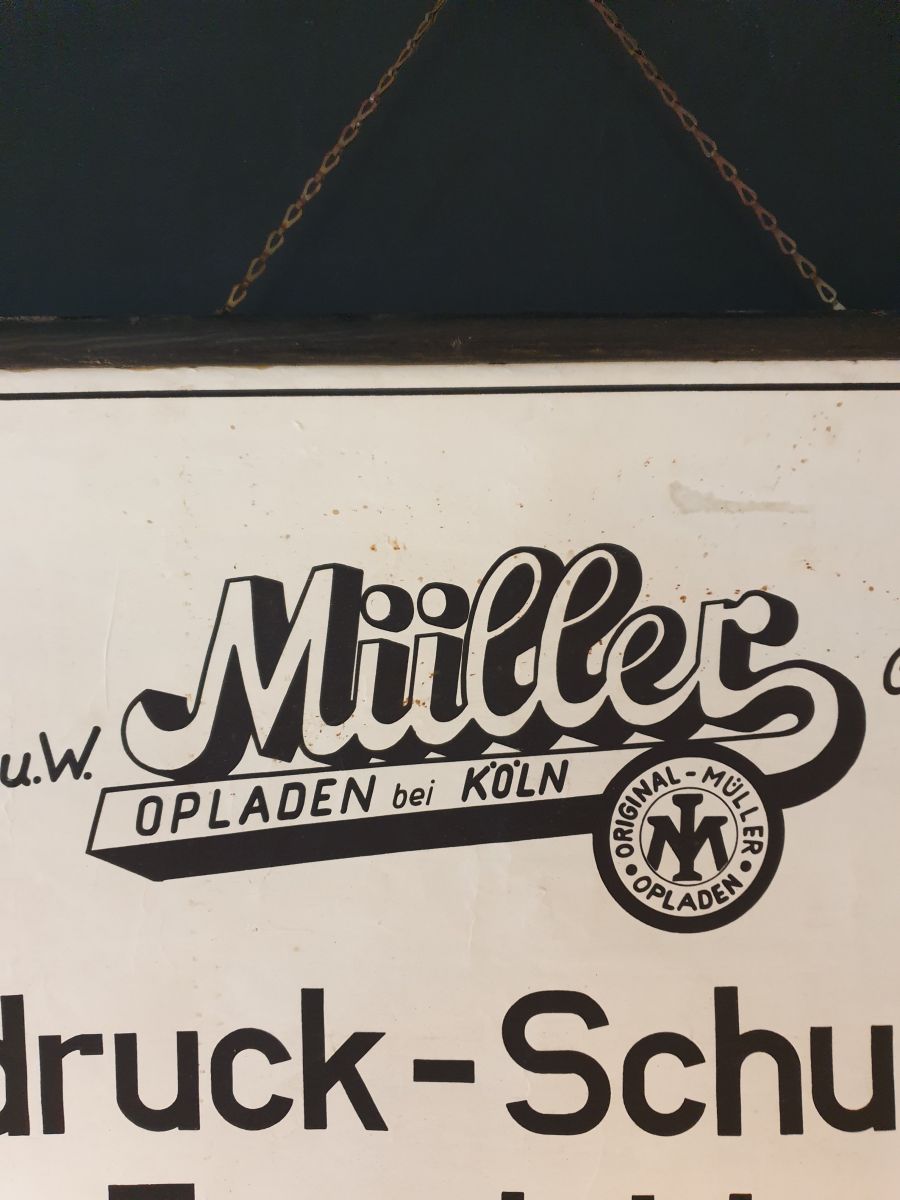 u.W.
Müller
OPLADEN bei KÖLN
ORIGINAL-MÜLLER
• OPLADEN •
druck-Schu